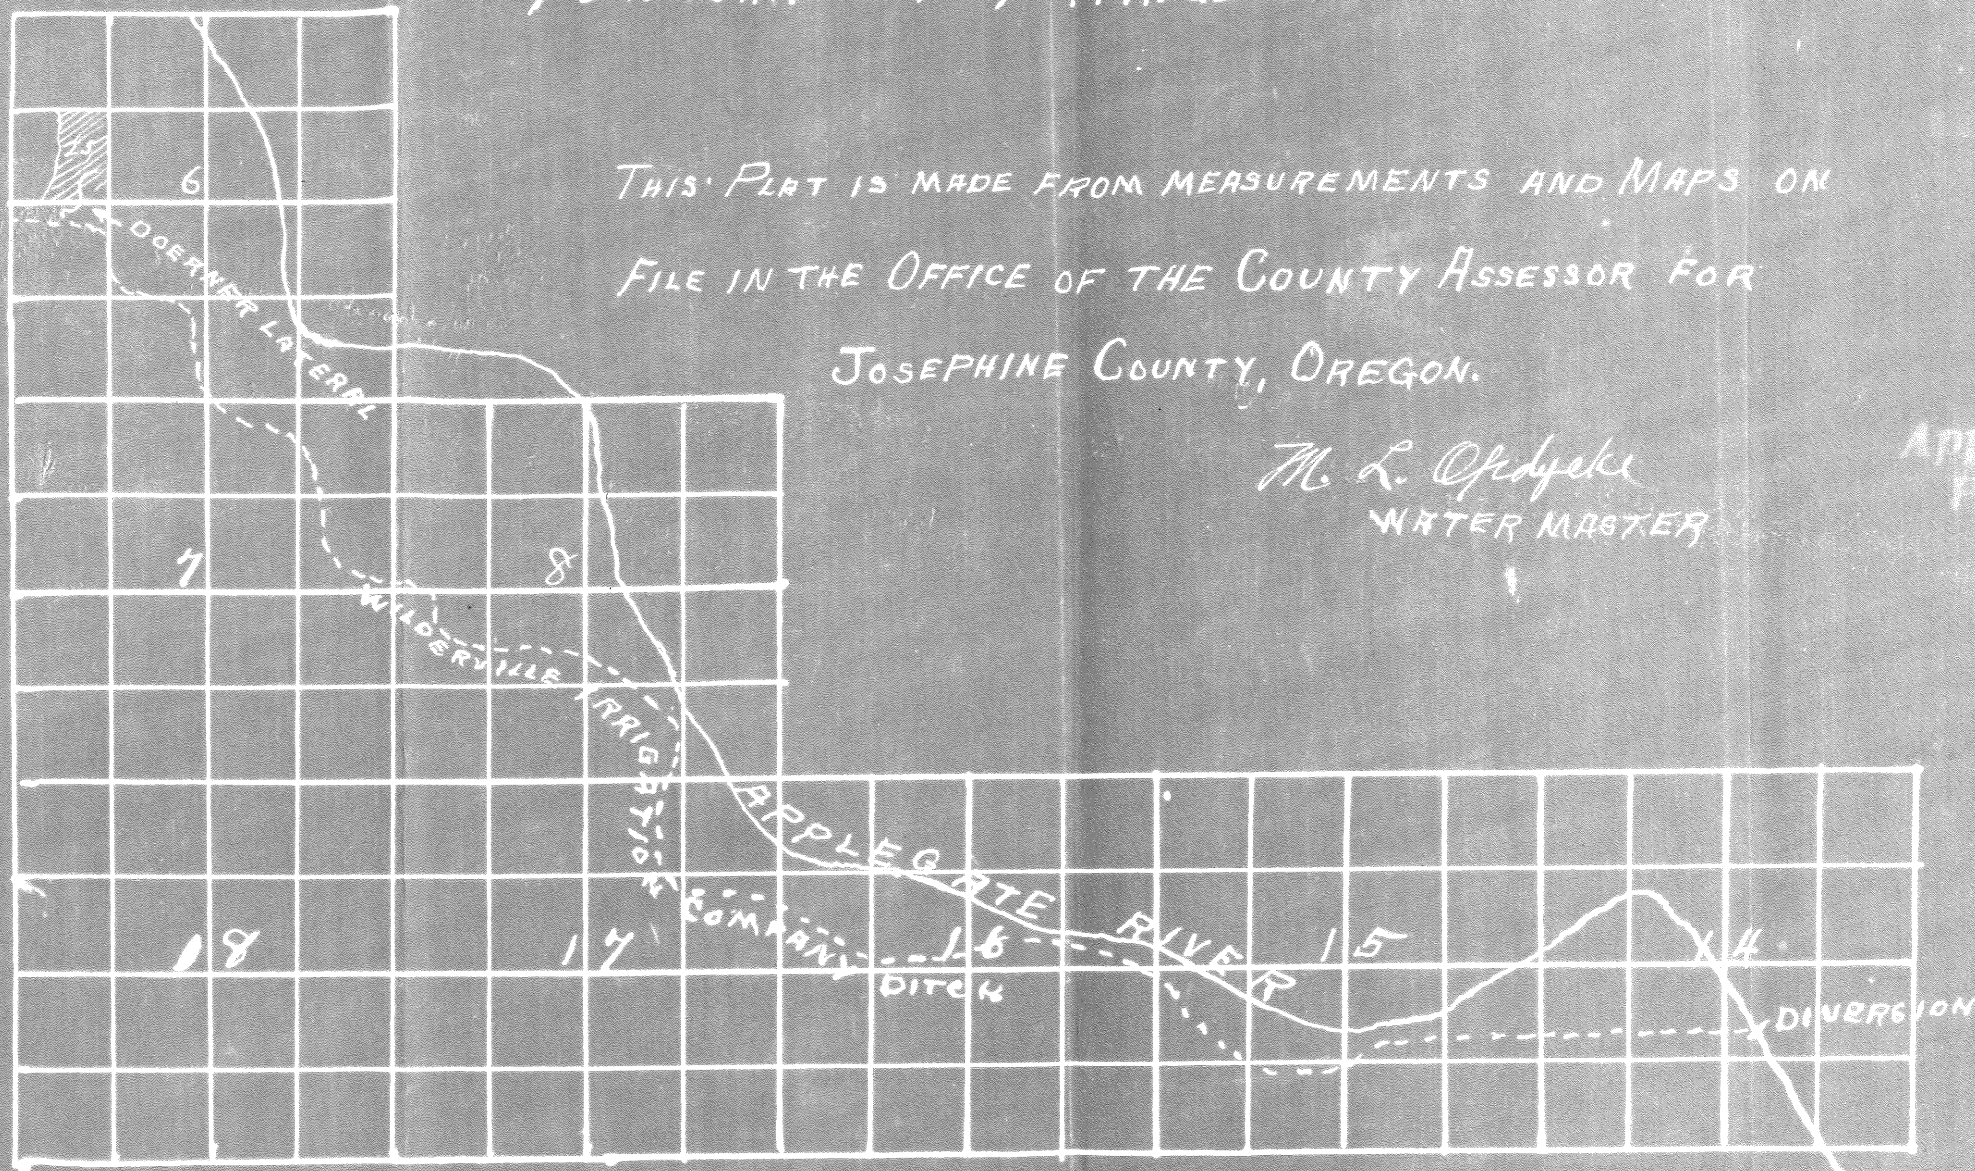 THIS PLAT IS MADE FROM MEASUREMENTS AND MAPS ON
FILE IN THE OFFICE OF THE COUNTY ASSESSOR FOR
JOSEPHINE COUNTY, OREGON.
M. L. Opdycke
WATER MASTER
25
6
DOERNER LATERAL
7
8
WILDERVILLE IRRIGATION COMPANY DITCH
APPLEGATE RIVER
18
17
16
15
14
DIVERSION